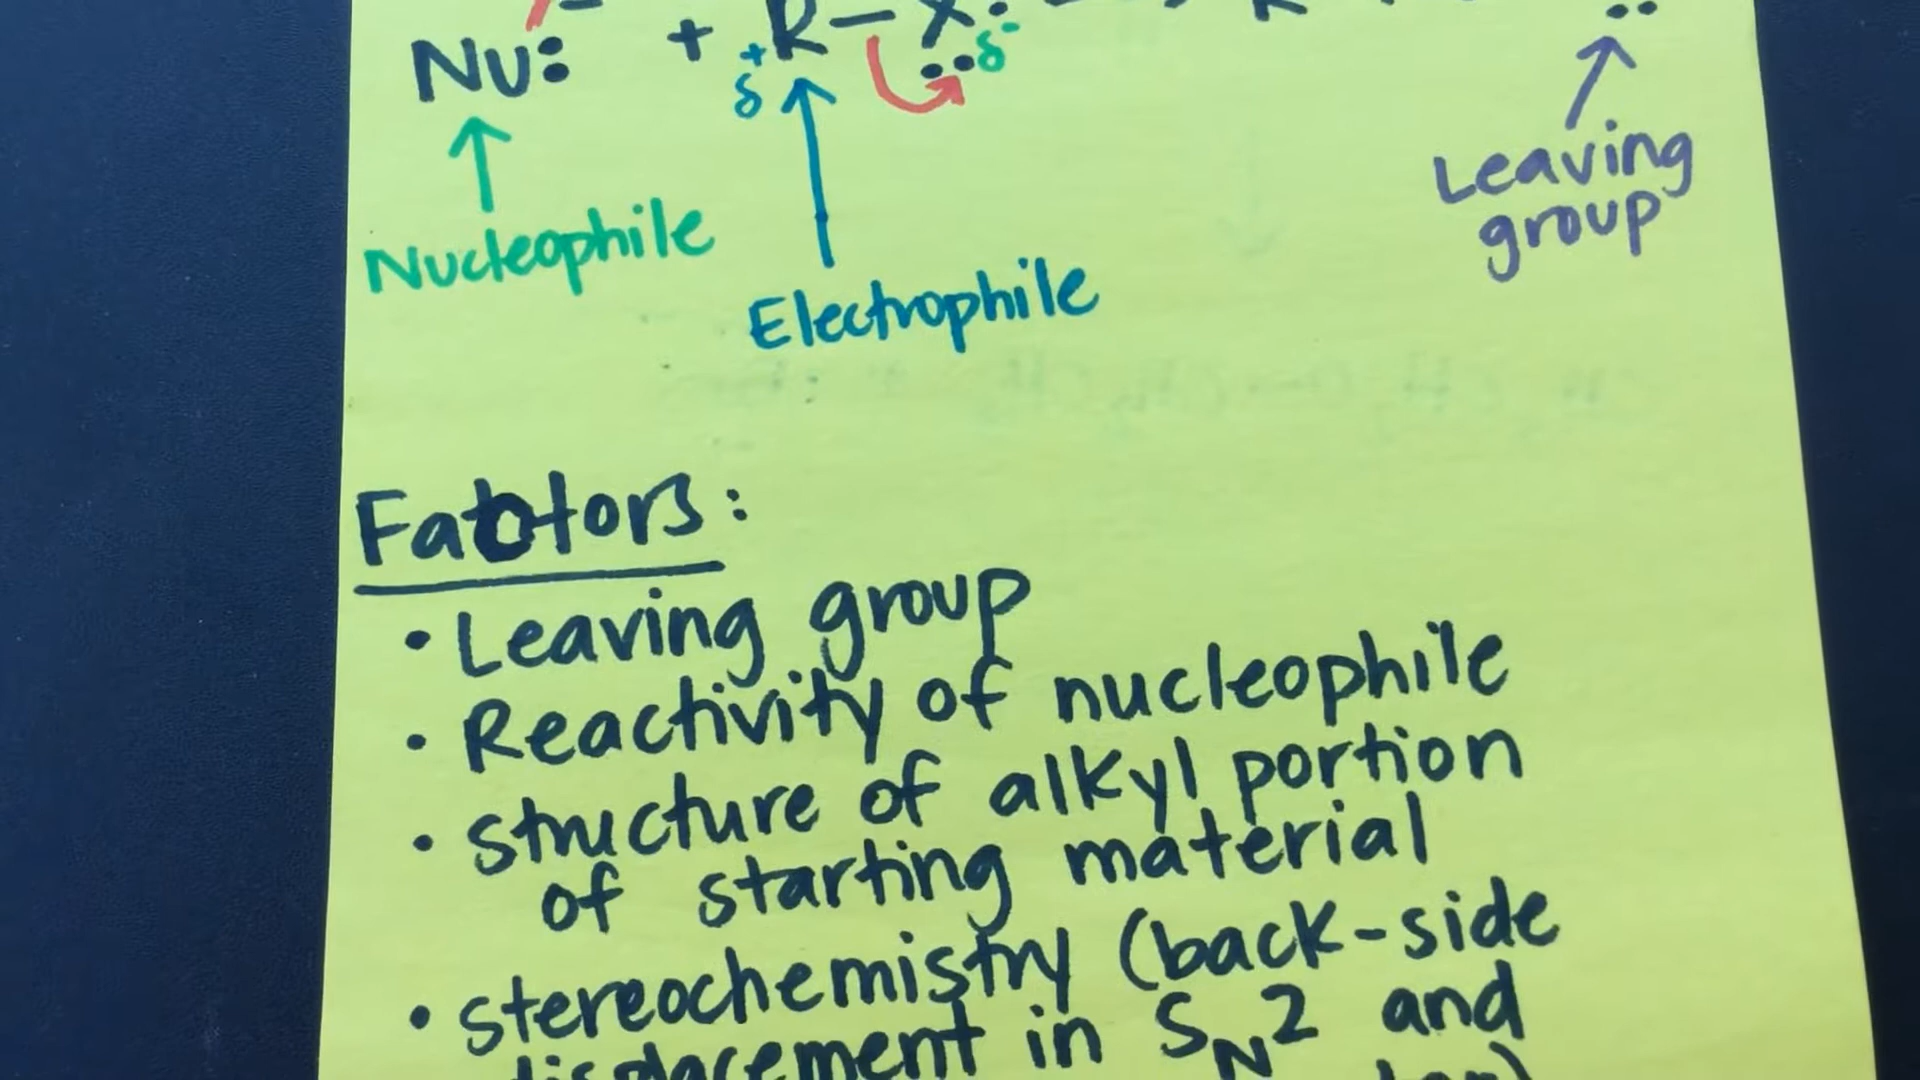 Nu: + δ+ R — X: δ-
Nucleophile
Electrophile
Leaving
group
Factors:
• Leaving group
• Reactivity of nucleophile
• structure of alkyl portion
of starting material
• stereochemistry (back-side
displacement in SN2 and